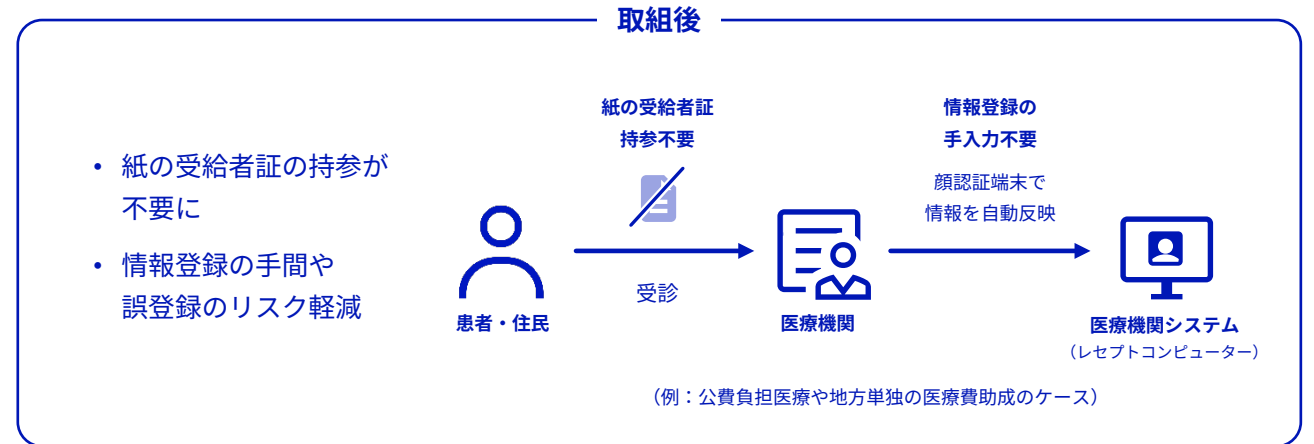 取組後
・ 紙の受給者証の持参が
不要に
・ 情報登録の手間や
誤登録のリスク軽減
紙の受給者証
持参不要
受診
情報登録の
手入力不要
顔認証端末で
情報を自動反映
患者・住民
医療機関
医療機関システム
（レセプトコンピューター）
（例：公費負担医療や地方単独の医療費助成のケース）